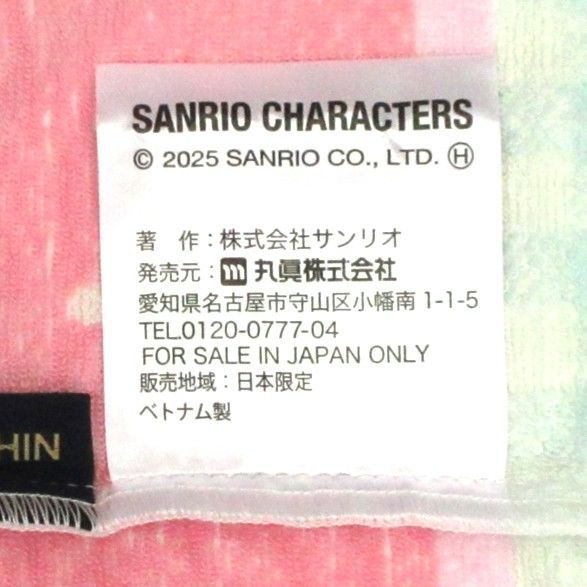 SANRIO CHARACTERS
© 2025 SANRIO CO., LTD. Ⓗ
著 作：株式会社サンリオ
発売元：m 丸眞株式会社
愛知県名古屋市守山区小幡南 1-1-5
TEL.0120-0777-04
FOR SALE IN JAPAN ONLY
販売地域：日本限定
ベトナム製
HIN